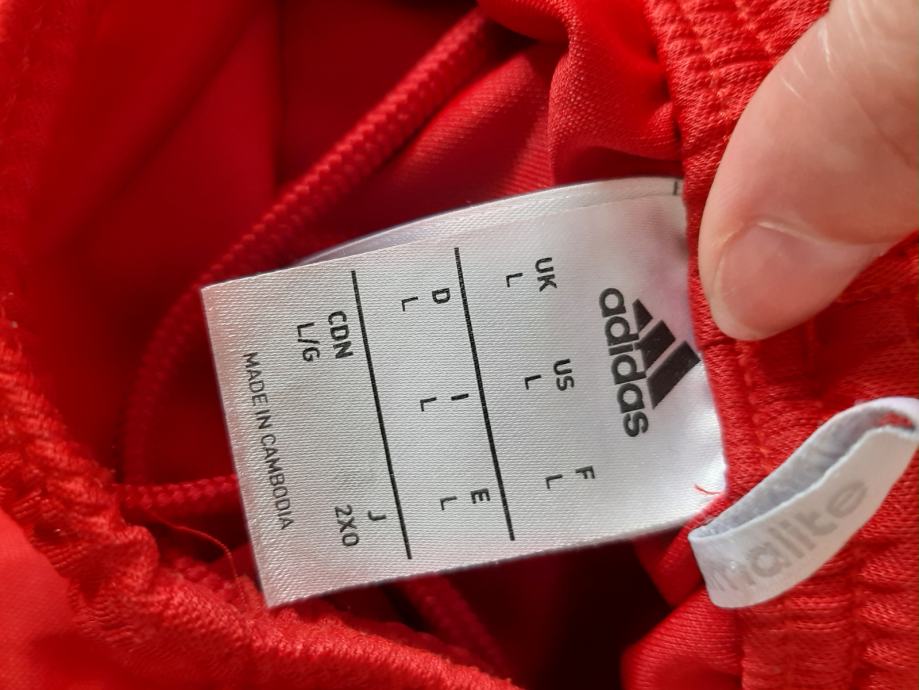 adidas
UK US F
L L L
D I E
L L L
CDN J
L/G 2XO
MADE IN CAMBODIA